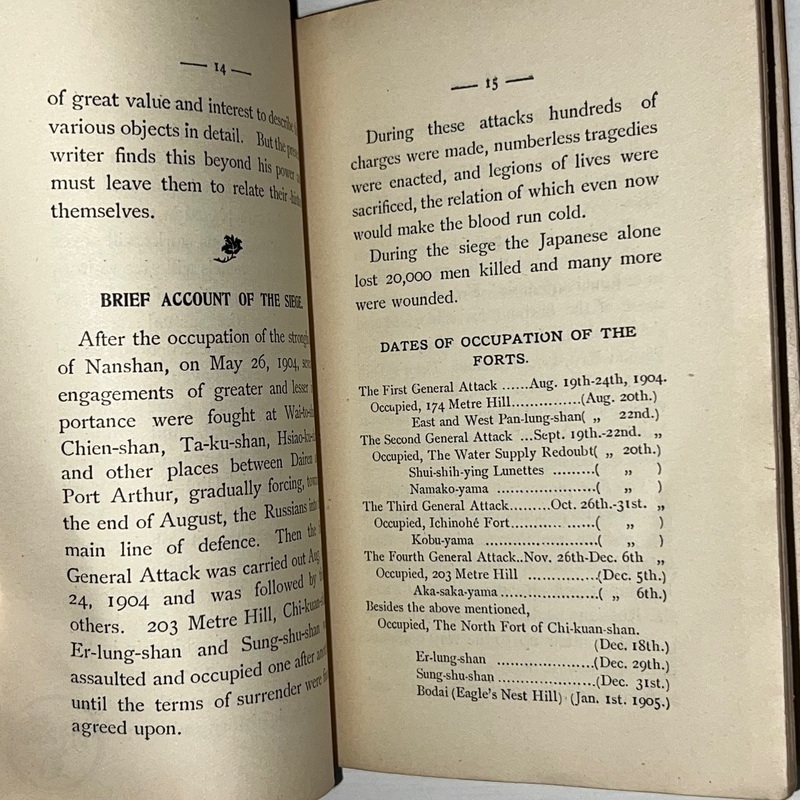 — 14 —
of great value and interest to describe
various objects in detail. But the
writer finds this beyond his power
must leave them to relate their
themselves.
BRIEF ACCOUNT OF THE SIEGE.
After the occupation of the
of Nanshan, on May 26, 1904,
engagements of greater and lesser
portance were fought at
Chien-shan, Ta-ku-shan,
and other places between
Port Arthur, gradually forcing,
the end of August, the Russians
main line of defence. Then the
General Attack was carried out
24, 1904 and was followed by
others. 203 Metre Hill,
Er-lung-shan and Sung-shu-shan
assaulted and occupied one after
until the terms of surrender were
agreed upon.
— 15 —
During these attacks hundreds of
charges were made, numberless tragedies
were enacted, and legions of lives were
sacrificed, the relation of which even now
would make the blood run cold.
During the siege the Japanese alone
lost 20,000 men killed and many more
were wounded.
DATES OF OCCUPATION OF THE
FORTS.
The First General Attack ......Aug. 19th-24th, 1904.
Occupied, 174 Metre Hill...............(Aug. 20th.)
East and West Pan-lung-shan( „ 22nd.)
The Second General Attack ...Sept. 19th.-22nd. „
Occupied, The Water Supply Redoubt( „ 20th.)
Shui-shih-ying Lunettes .........( „ )
Namako-yama ......................( „ )
The Third General Attack.........Oct. 26th.-31st. „
Occupied, Ichinohé Fort............ ......( „ )
Kobu-yama ........................( „ )
The Fourth General Attack..Nov. 26th-Dec. 6th „
Occupied, 203 Metre Hill ...............(Dec. 5th.)
Aka-saka-yama.....................( „ 6th.)
Besides the above mentioned,
Occupied, The North Fort of Chi-kuan-shan.
(Dec. 18th.)
Er-lung-shan .....................(Dec. 29th.)
Sung-shu-shan .....................(Dec. 31st.)
Bodai (Eagle's Nest Hill) (Jan. 1st. 1905.)